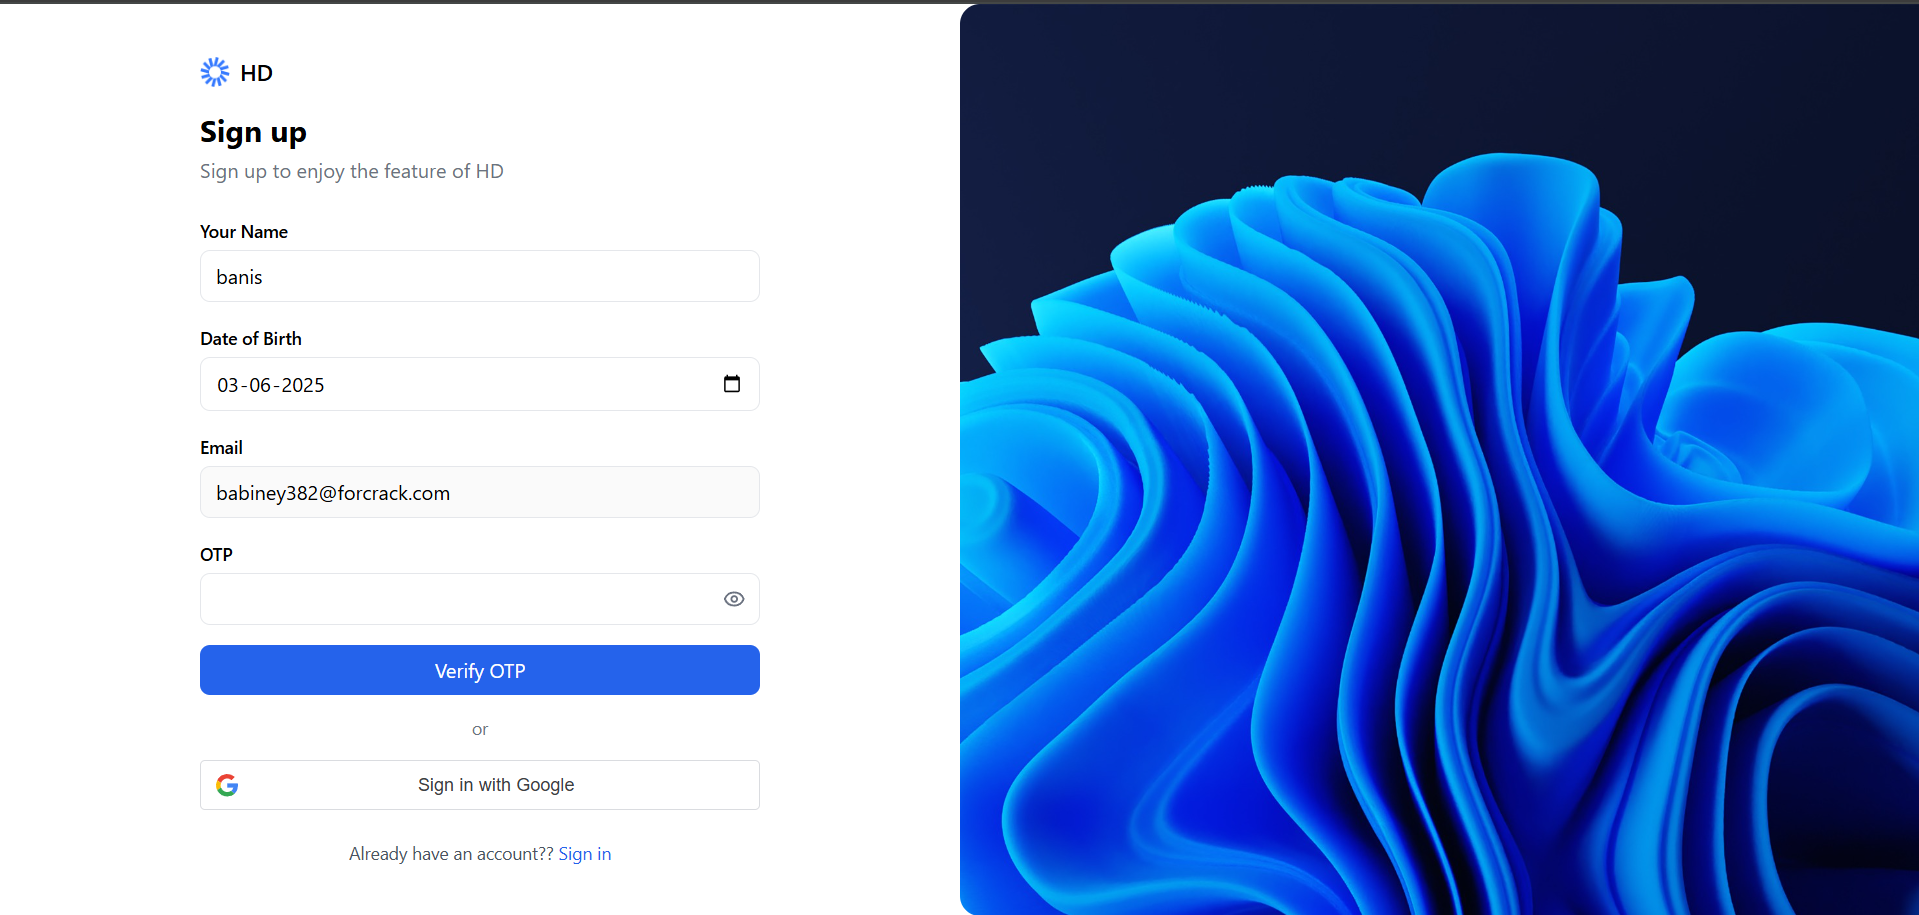 HD
Sign up
Sign up to enjoy the feature of HD
Your Name
banis
Date of Birth
03-06-2025
Email
babiney382@forcrack.com
OTP
Verify OTP
or
Sign in with Google
Already have an account?? Sign in